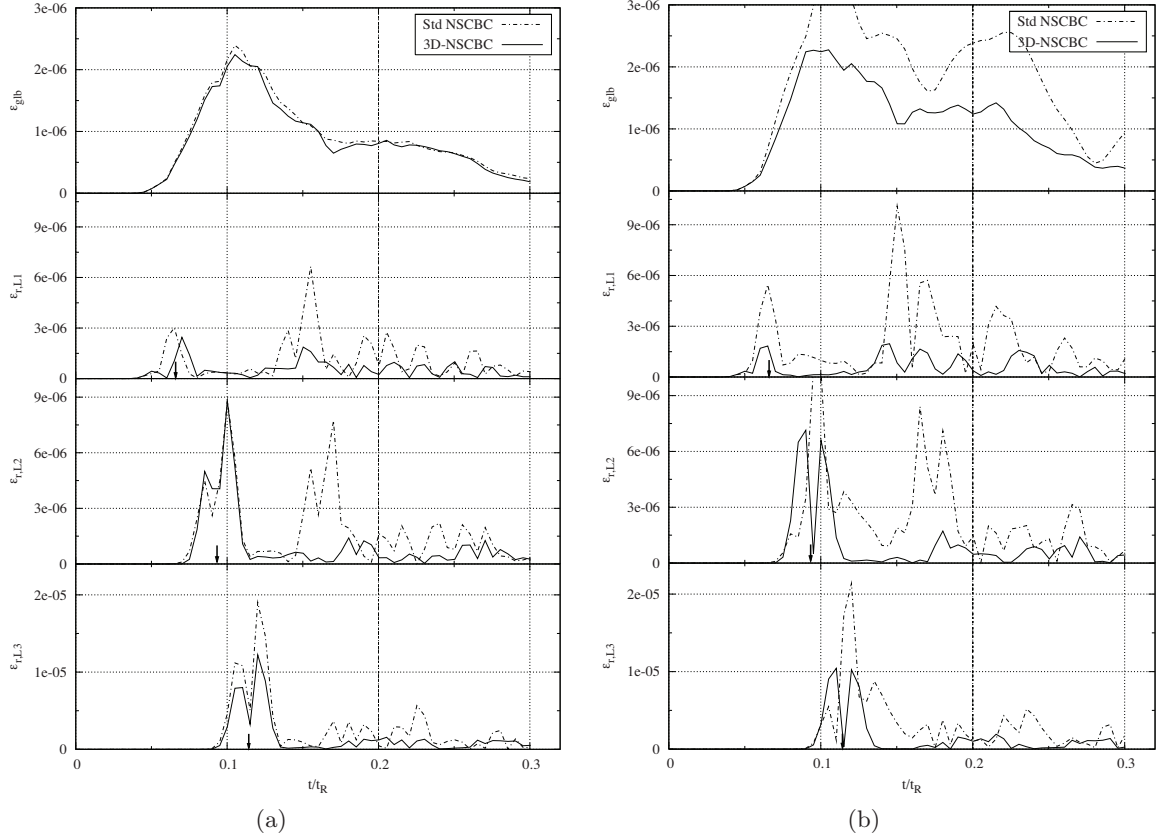 3e-06
2e-06
1e-06
0
ε_glb
Std NSCBC
3D-NSCBC
9e-06
6e-06
3e-06
0
ε_r,L1
9e-06
6e-06
3e-06
0
ε_r,L2
2e-05
1e-05
0
ε_r,L3
0 0.1 0.2 0.3
t/t_R
(a)
3e-06
2e-06
1e-06
0
ε_glb
Std NSCBC
3D-NSCBC
9e-06
6e-06
3e-06
0
ε_r,L1
9e-06
6e-06
3e-06
0
ε_r,L2
2e-05
1e-05
0
ε_r,L3
0 0.1 0.2 0.3
t/t_R
(b)